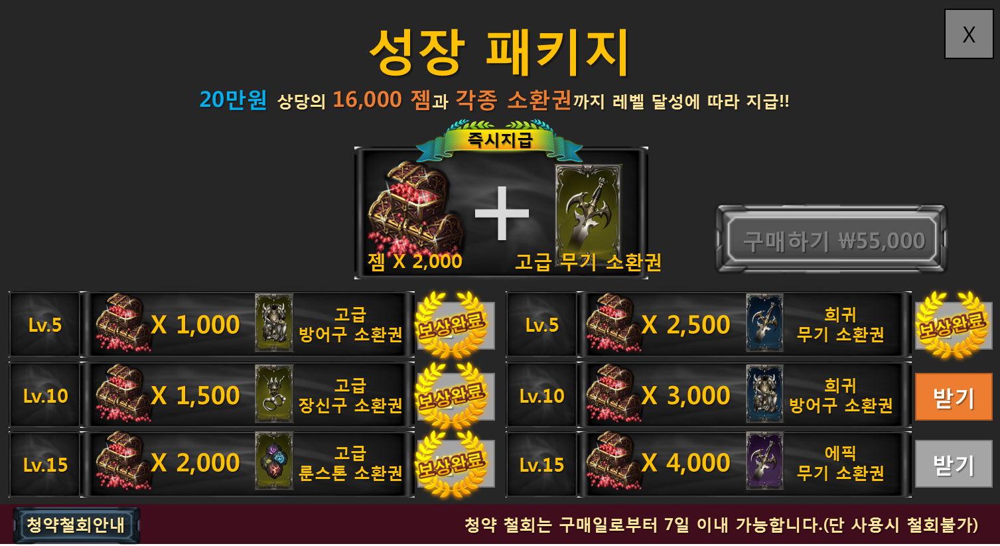 X
성장 패키지
20만원 상당의 16,000 젬과 각종 소환권까지 레벨 달성에 따라 지급!!
즉시지급
젬 X 2,000
고급 무기 소환권
구매하기 ₩55,000
Lv.5
X 1,000
고급
방어구 소환권
보상완료
Lv.5
X 2,500
희귀
무기 소환권
보상완료
Lv.10
X 1,500
고급
장신구 소환권
보상완료
Lv.10
X 3,000
희귀
방어구 소환권
받기
Lv.15
X 2,000
고급
룬스톤 소환권
보상완료
Lv.15
X 4,000
에픽
무기 소환권
받기
청약철회안내
청약 철회는 구매일로부터 7일 이내 가능합니다.(단 사용시 철회불가)